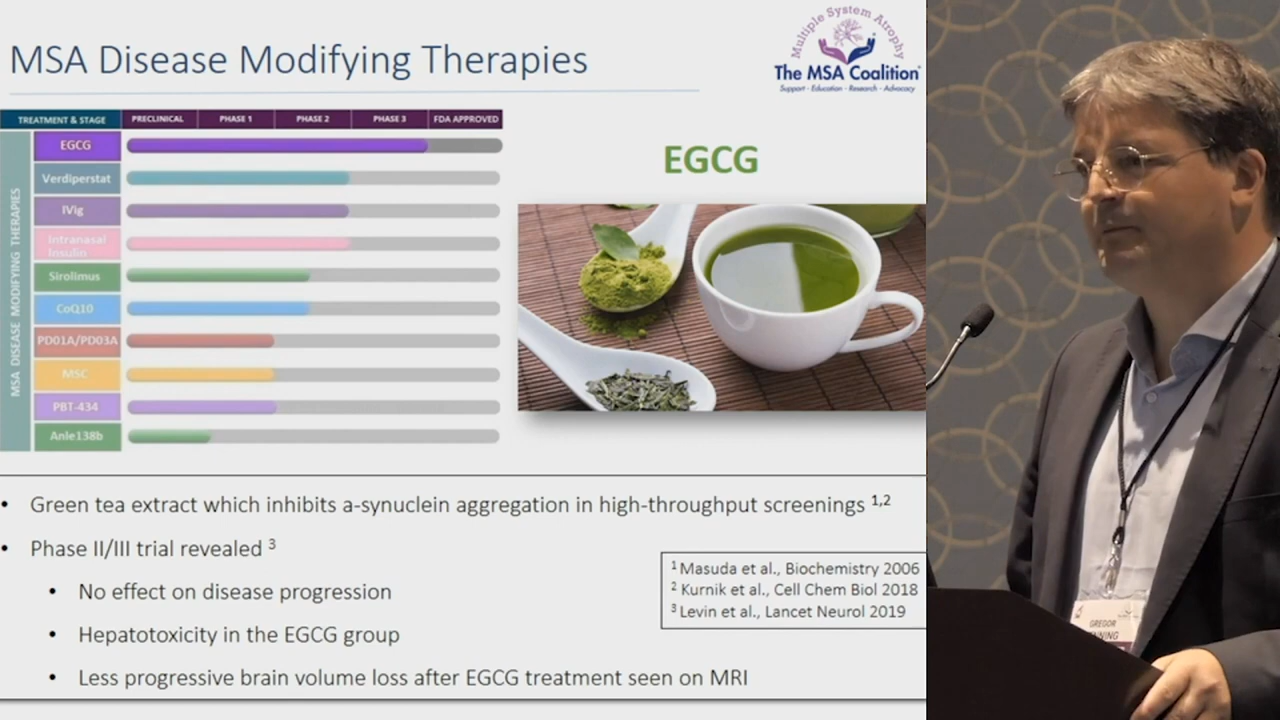 MSA Disease Modifying Therapies
Multiple System Atrophy
The MSA Coalition®
Support · Education · Research · Advocacy
TREATMENT & STAGE PRECLINICAL PHASE 1 PHASE 2 PHASE 3 FDA APPROVED
MSA DISEASE MODIFYING THERAPIES
EGCG
Verdiperstat
IVig
Intranasal
Insulin
Sirolimus
CoQ10
PD01A/PD03A
MSC
PBT-434
Anle138b
EGCG
• Green tea extract which inhibits a-synuclein aggregation in high-throughput screenings 1,2
• Phase II/III trial revealed 3
• No effect on disease progression
• Hepatotoxicity in the EGCG group
• Less progressive brain volume loss after EGCG treatment seen on MRI
1 Masuda et al., Biochemistry 2006
2 Kurnik et al., Cell Chem Biol 2018
3 Levin et al., Lancet Neurol 2019
GREGOR